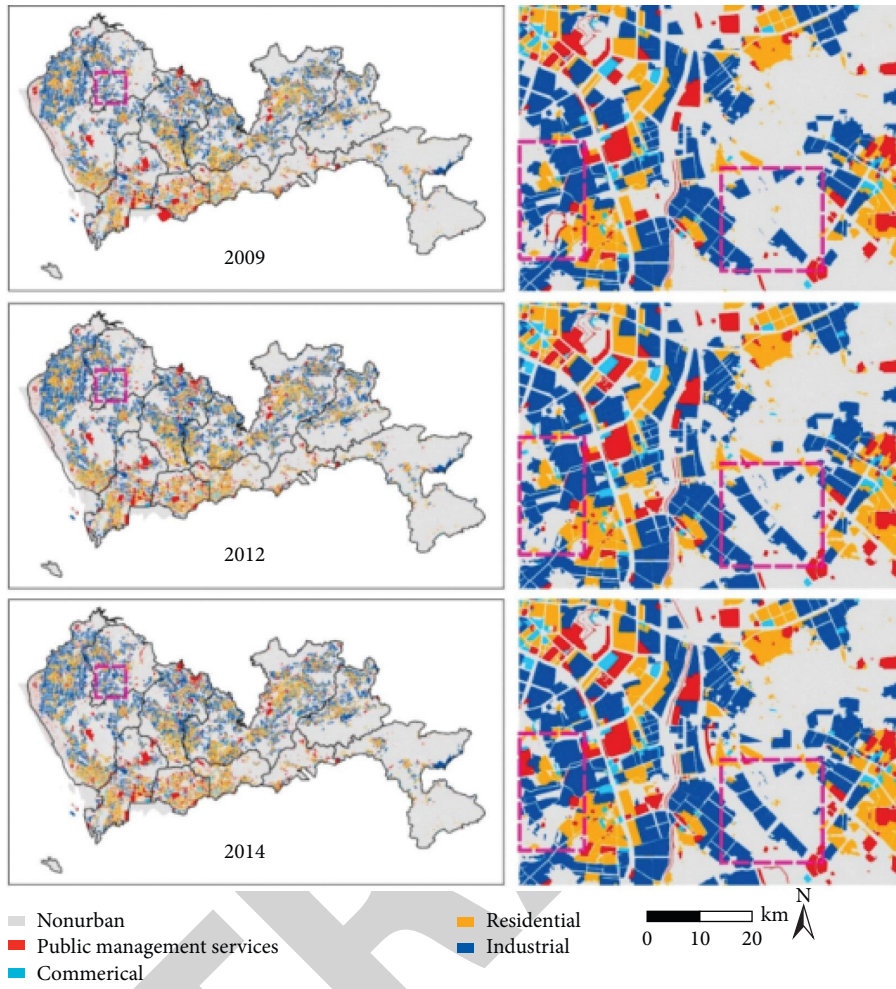 2009
2012
2014
Nonurban
Public management services
Commerical
Residential
Industrial
0 10 20 km
N